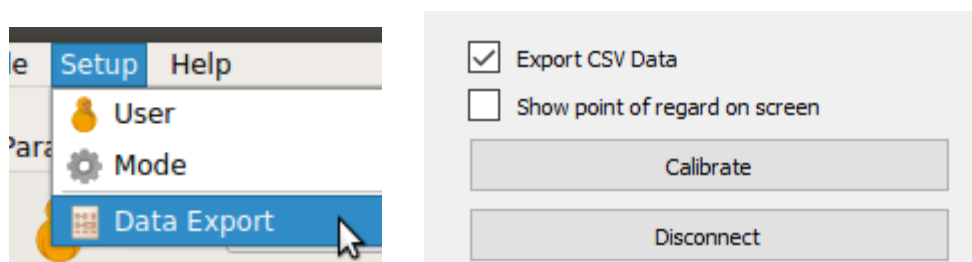 le Setup Help
User
Para
Mode
Data Export
Export CSV Data
Show point of regard on screen
Calibrate
Disconnect